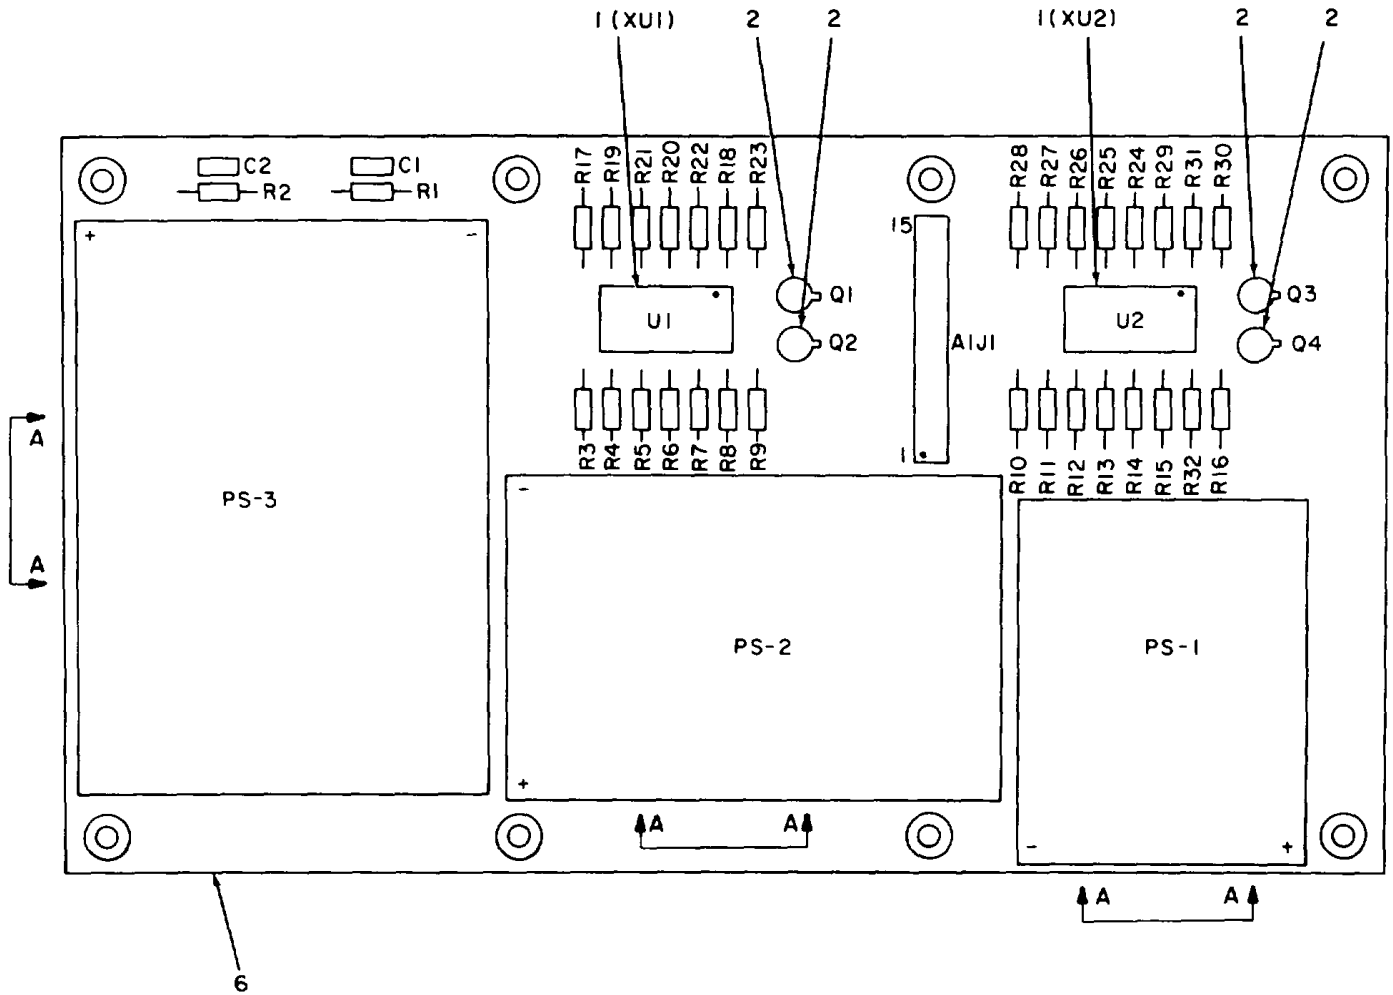 1(XU1) 2 2 1(XU2) 2 2
C2 C1
R2 R1
R17 R19 R21 R20 R22 R18 R23
R28 R27 R26 R25 R24 R29 R31 R30
+ -
15
Q1 Q3
U1 U2
Q2 A1J1 Q4
A
1
R3 R4 R5 R6 R7 R8 R9
R10 R11 R12 R13 R14 R15 R32 R16
-
PS-3
A
PS-2 PS-1
+
A A
- +
A A
6